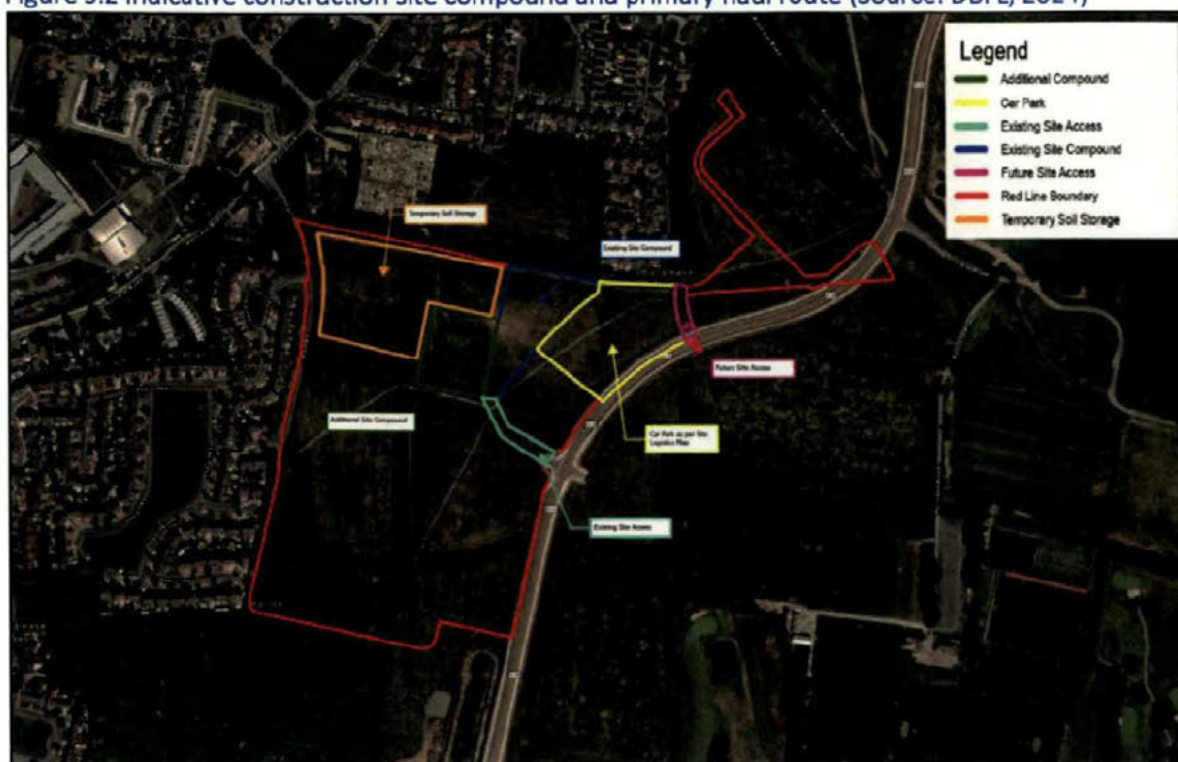 Figure 9.2 Indicative construction site compound and primary haul route (Source: DBFL, 2024)
Legend
Additional Compound
Car Park
Existing Site Access
Existing Site Compound
Future Site Access
Red Line Boundary
Temporary Soil Storage
Temporary Soil Storage
Existing Site Compound
Future Site Access
Additional Site Compound
Car Park as per Site
Logistics Plan
Existing Site Access